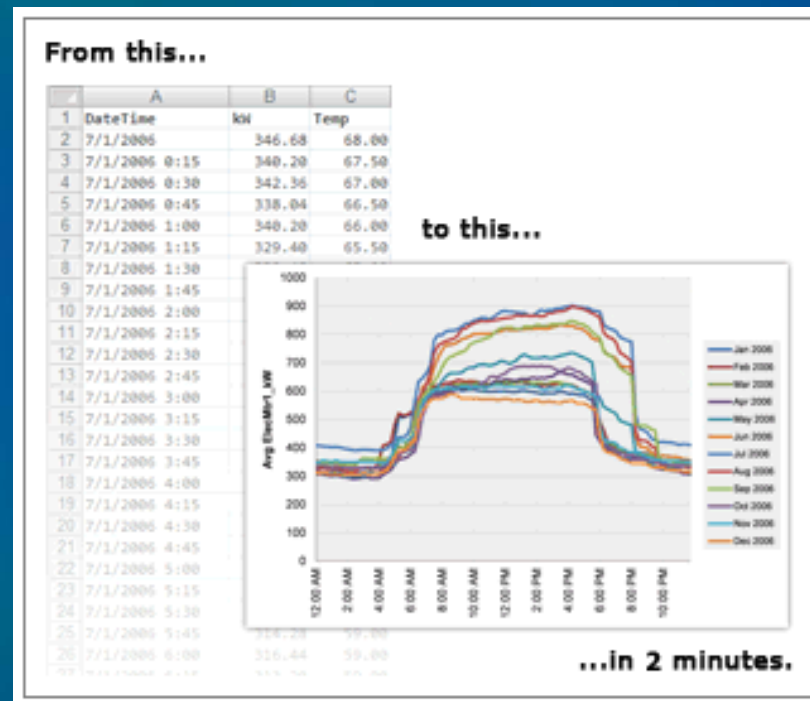 From this...
A B C
1 DateTime kW Temp
2 7/1/2006 346.68 68.00
3 7/1/2006 0:15 340.20 67.50
4 7/1/2006 0:30 342.36 67.00
5 7/1/2006 0:45 338.04 66.50
6 7/1/2006 1:00 340.20 66.00
7 7/1/2006 1:15 329.40 65.50
8 7/1/2006 1:30
9 7/1/2006 1:45
10 7/1/2006 2:00
11 7/1/2006 2:15
12 7/1/2006 2:30
13 7/1/2006 2:45
14 7/1/2006 3:00
15 7/1/2006 3:15
16 7/1/2006 3:30
17 7/1/2006 3:45
18 7/1/2006 4:00
19 7/1/2006 4:15
20 7/1/2006 4:30
21 7/1/2006 4:45
22 7/1/2006 5:00
23 7/1/2006 5:15
24 7/1/2006 5:30
25 7/1/2006 5:45 314.28 59.00
26 7/1/2006 6:00 316.44 59.00
to this...
1000
900
800
700
600
500
400
300
200
100
0
Avg ElecMtr1_kW
12:00 AM
2:00 AM
4:00 AM
6:00 AM
8:00 AM
10:00 AM
12:00 PM
2:00 PM
4:00 PM
6:00 PM
8:00 PM
10:00 PM
Jan 2006
Feb 2006
Mar 2006
Apr 2006
May 2006
Jun 2006
Jul 2006
Aug 2006
Sep 2006
Oct 2006
Nov 2006
Dec 2006
...in 2 minutes.